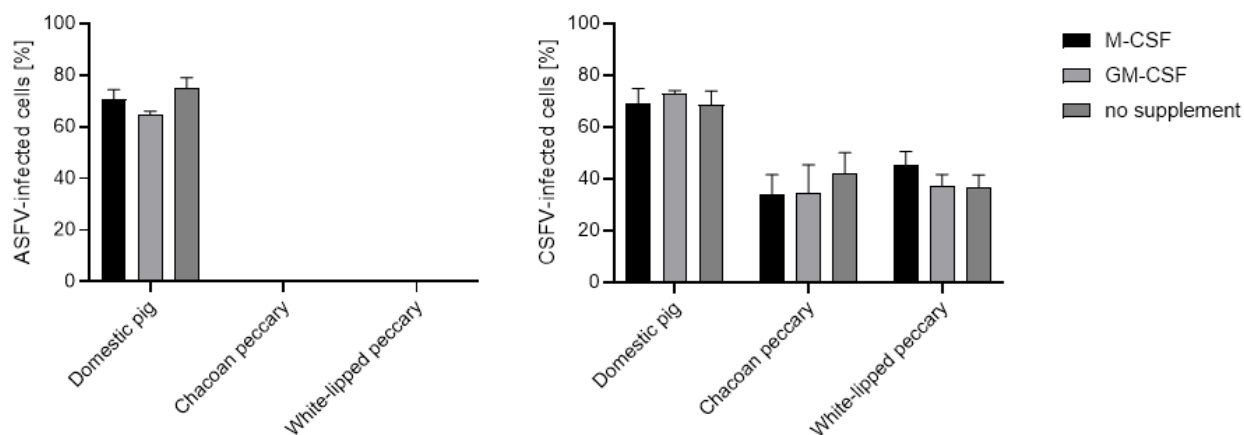 ASFV-infected cells [%]
100
80
60
40
20
0
Domestic pig
Chacoan peccary
White-lipped peccary
CSFV-infected cells [%]
100
80
60
40
20
0
Domestic pig
Chacoan peccary
White-lipped peccary
M-CSF
GM-CSF
no supplement